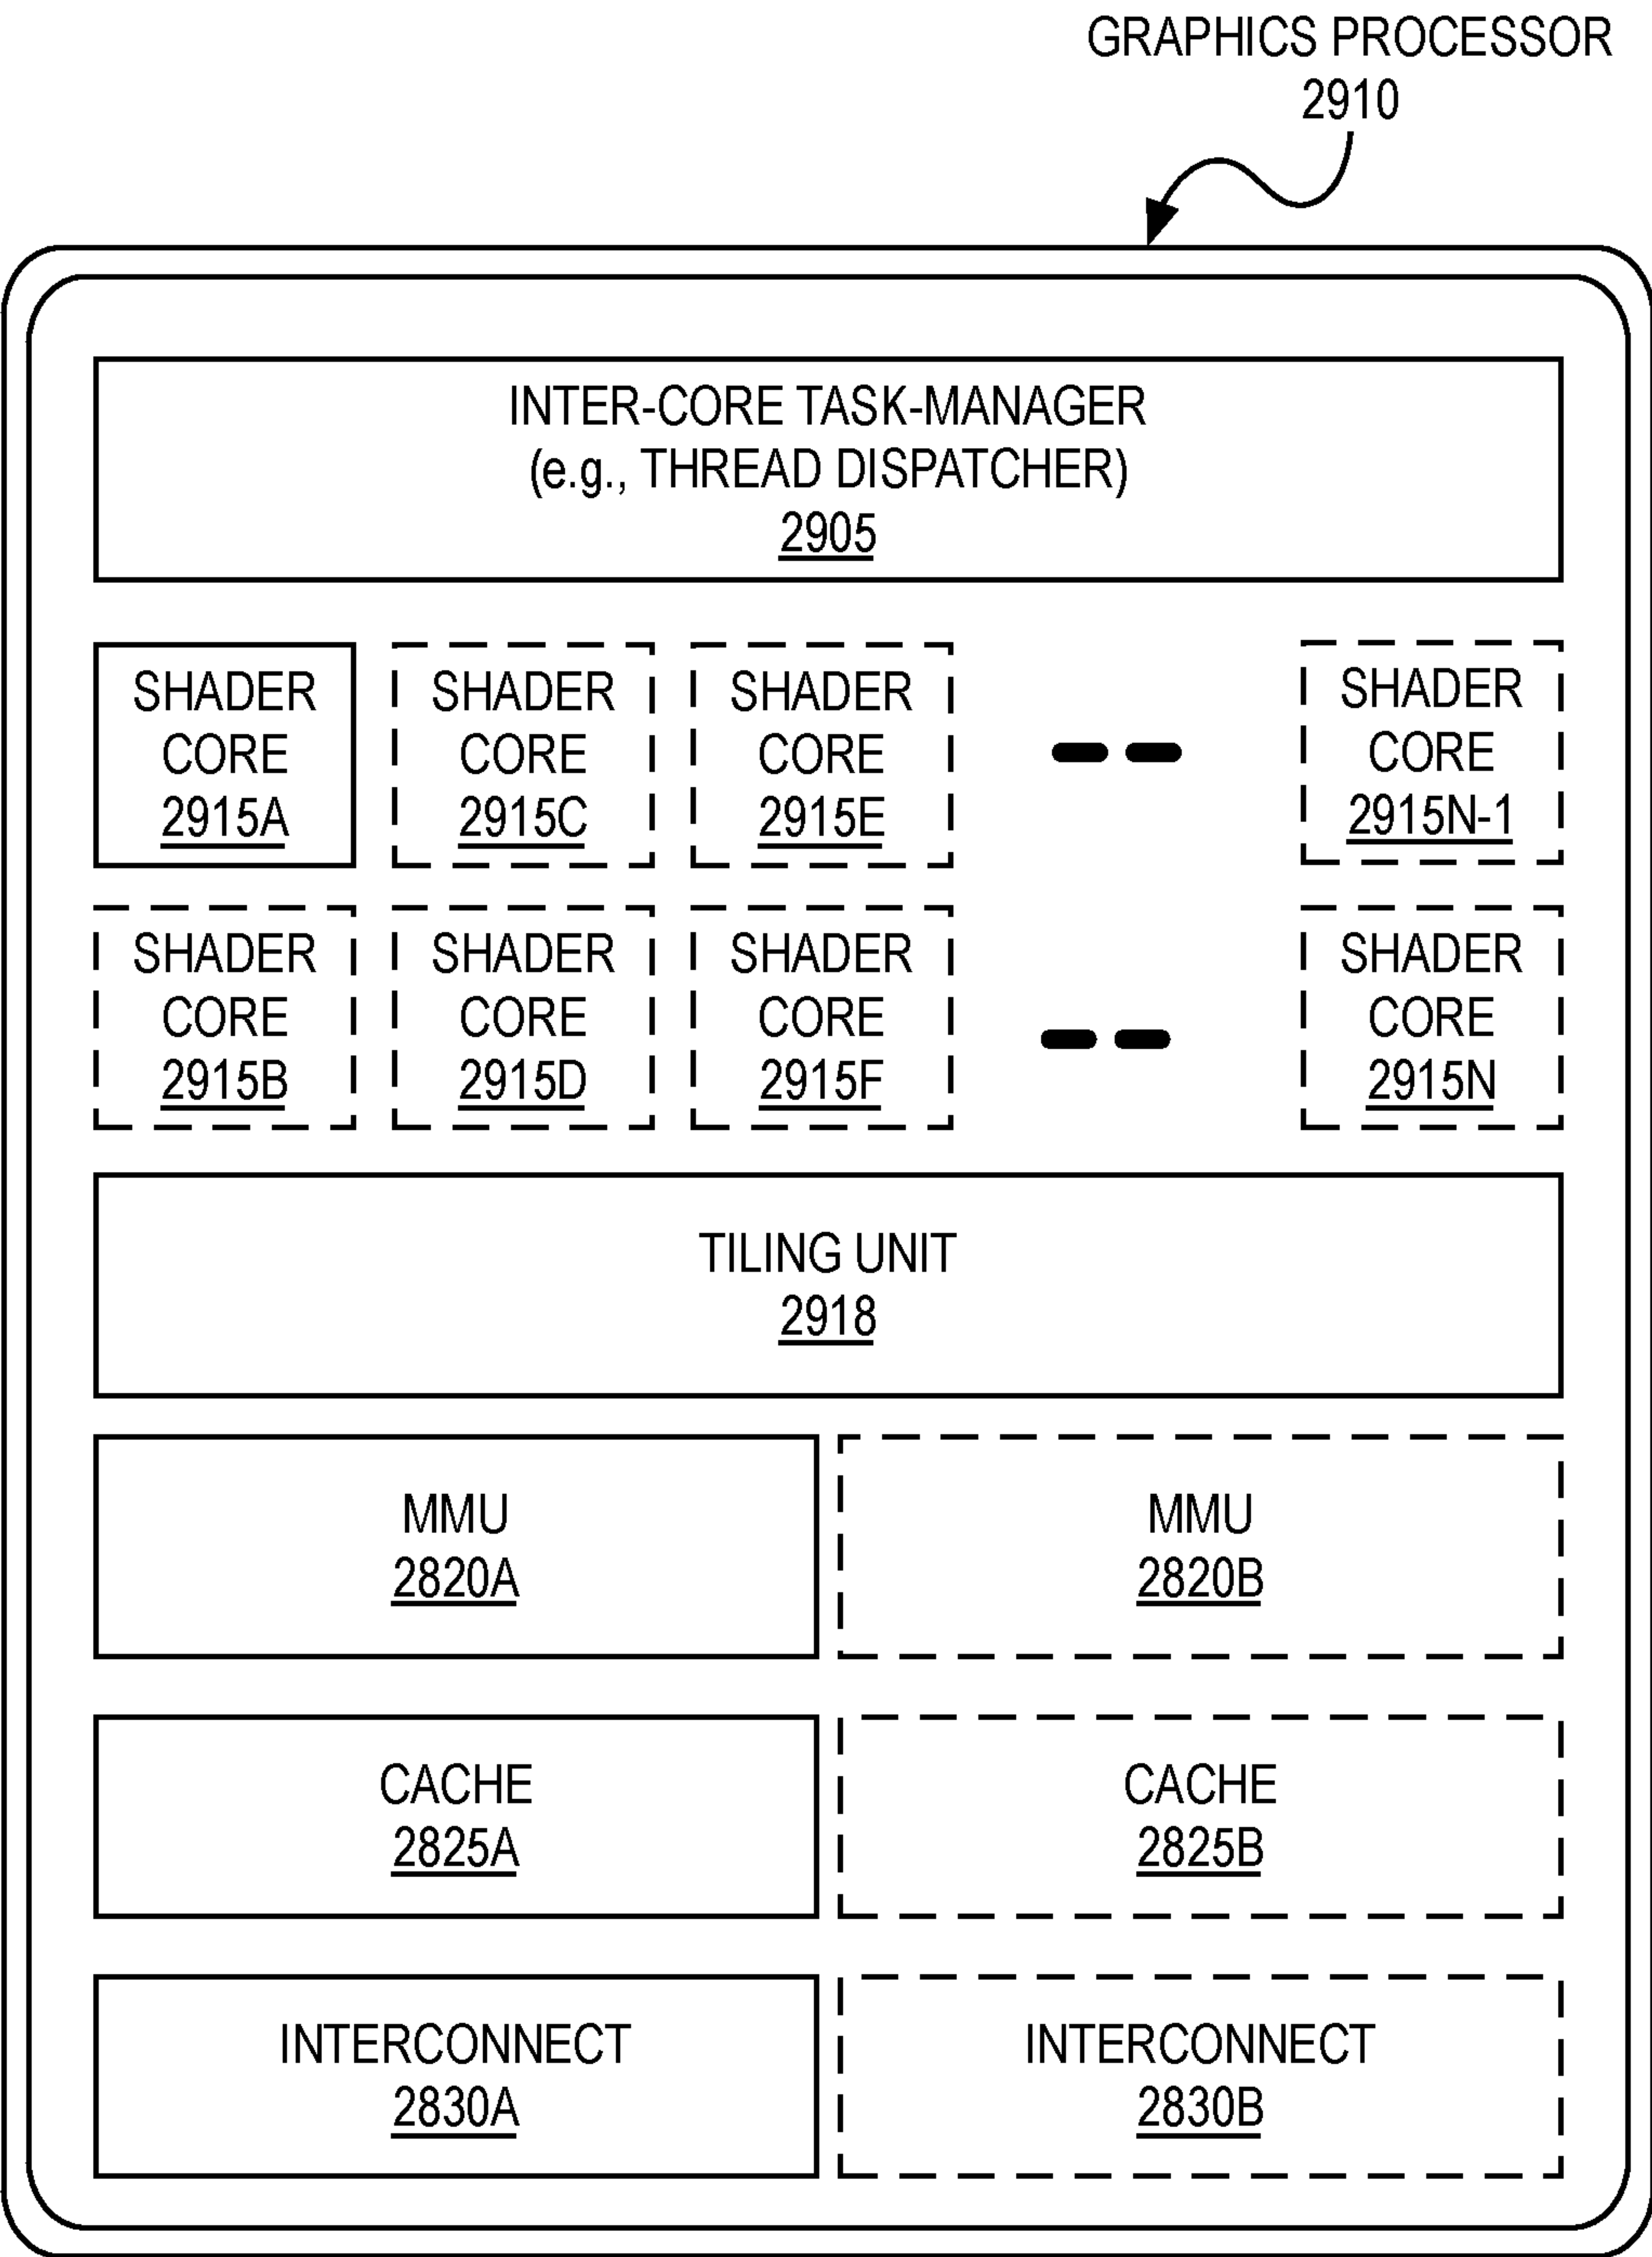 GRAPHICS PROCESSOR
2910
INTER-CORE TASK-MANAGER
(e.g., THREAD DISPATCHER)
2905
SHADER
CORE
2915A
SHADER
CORE
2915C
SHADER
CORE
2915E
SHADER
CORE
2915N-1
SHADER
CORE
2915B
SHADER
CORE
2915D
SHADER
CORE
2915F
SHADER
CORE
2915N
TILING UNIT
2918
MMU
2820A
MMU
2820B
CACHE
2825A
CACHE
2825B
INTERCONNECT
2830A
INTERCONNECT
2830B